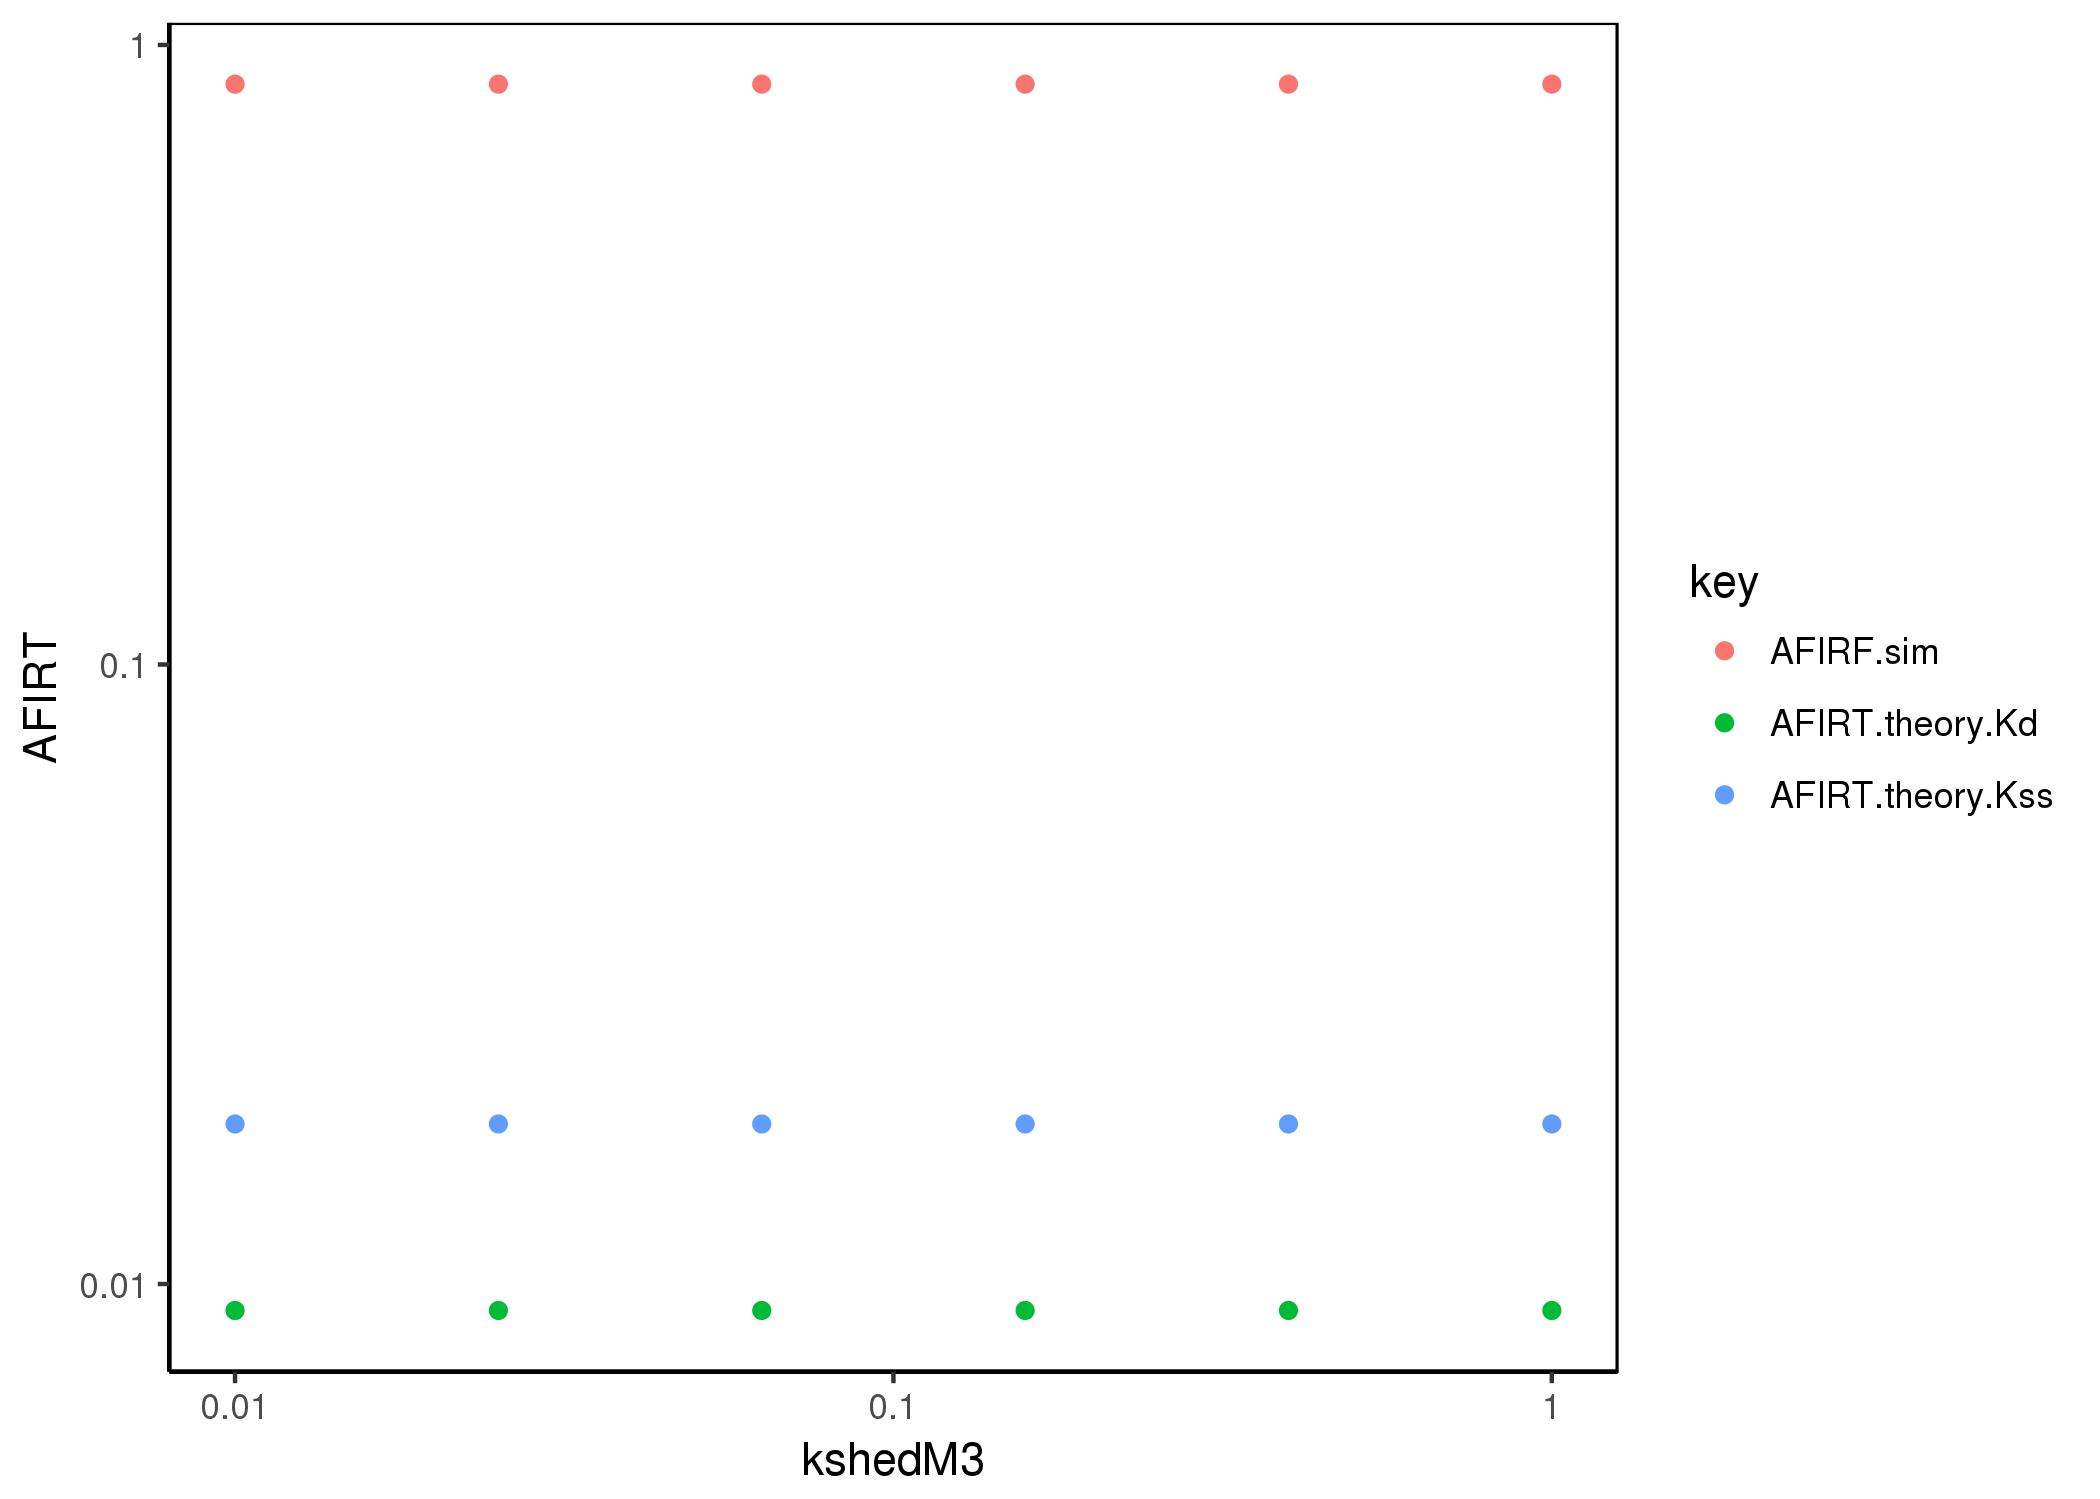 1
0.1
0.01
AFIRT
0.01
0.1
1
kshedM3
key
AFIRF.sim
AFIRT.theory.Kd
AFIRT.theory.Kss